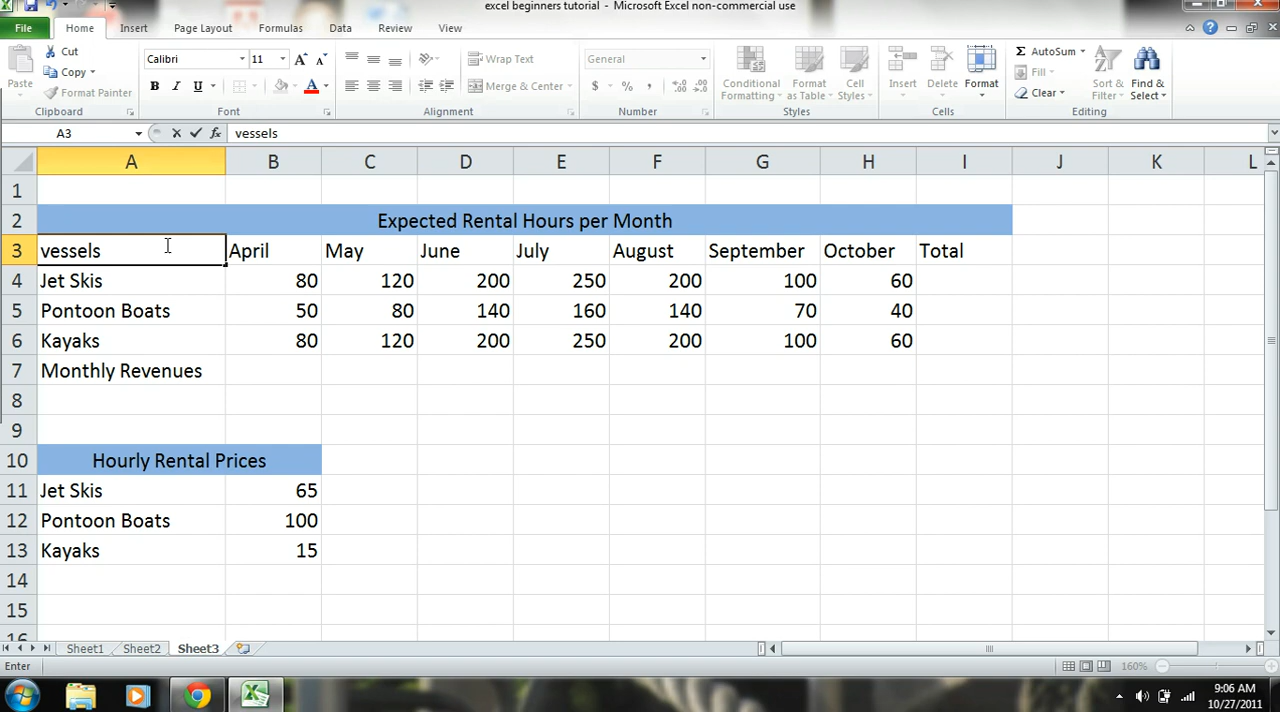 excel beginners tutorial - Microsoft Excel non-commercial use
File Home Insert Page Layout Formulas Data Review View
Paste Cut Copy Format Painter Clipboard
Calibri 11 A A B I U A Font
Wrap Text Merge & Center Alignment
General $ % , .00 Number
Conditional Formatting Format as Table Cell Styles Styles
Insert Delete Format Cells
Σ AutoSum Fill Clear Sort & Filter Find & Select Editing
A3 fx vessels
A B C D E F G H I J K L
1
2 Expected Rental Hours per Month
3 vessels April May June July August September October Total
4 Jet Skis 80 120 200 250 200 100 60
5 Pontoon Boats 50 80 140 160 140 70 40
6 Kayaks 80 120 200 250 200 100 60
7 Monthly Revenues
8
9
10 Hourly Rental Prices
11 Jet Skis 65
12 Pontoon Boats 100
13 Kayaks 15
14
15
16
Sheet1 Sheet2 Sheet3
Enter 160%
9:06 AM
10/27/2011